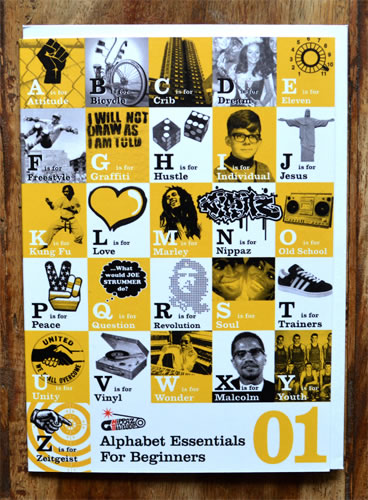 A is for
Attitude
B is for
Bicycle
C is for
Crib
D is for
Dream
E is for
Eleven
F is for
Freestyle
I WILL NOT
DRAW AS I
AM TOLD
G is for
Graffiti
H is for
Hustle
I is for
Individual
J is for
Jesus
K is for
Kung Fu
L is for
Love
M is for
Marley
N is for
Nippaz
O is for
Old School
P is for
Peace
...What
would JOE
STRUMMER
do?
Q is for
Question
R is for
Revolution
S is for
Soul
T is for
Trainers
UNITED
WE SHALL OVERCOME
U is for
Unity
V is for
Vinyl
W is for
Wonder
X is for
Malcolm
Y is for
Youth
Z is for
Zeitgeist
Alphabet Essentials
For Beginners
01